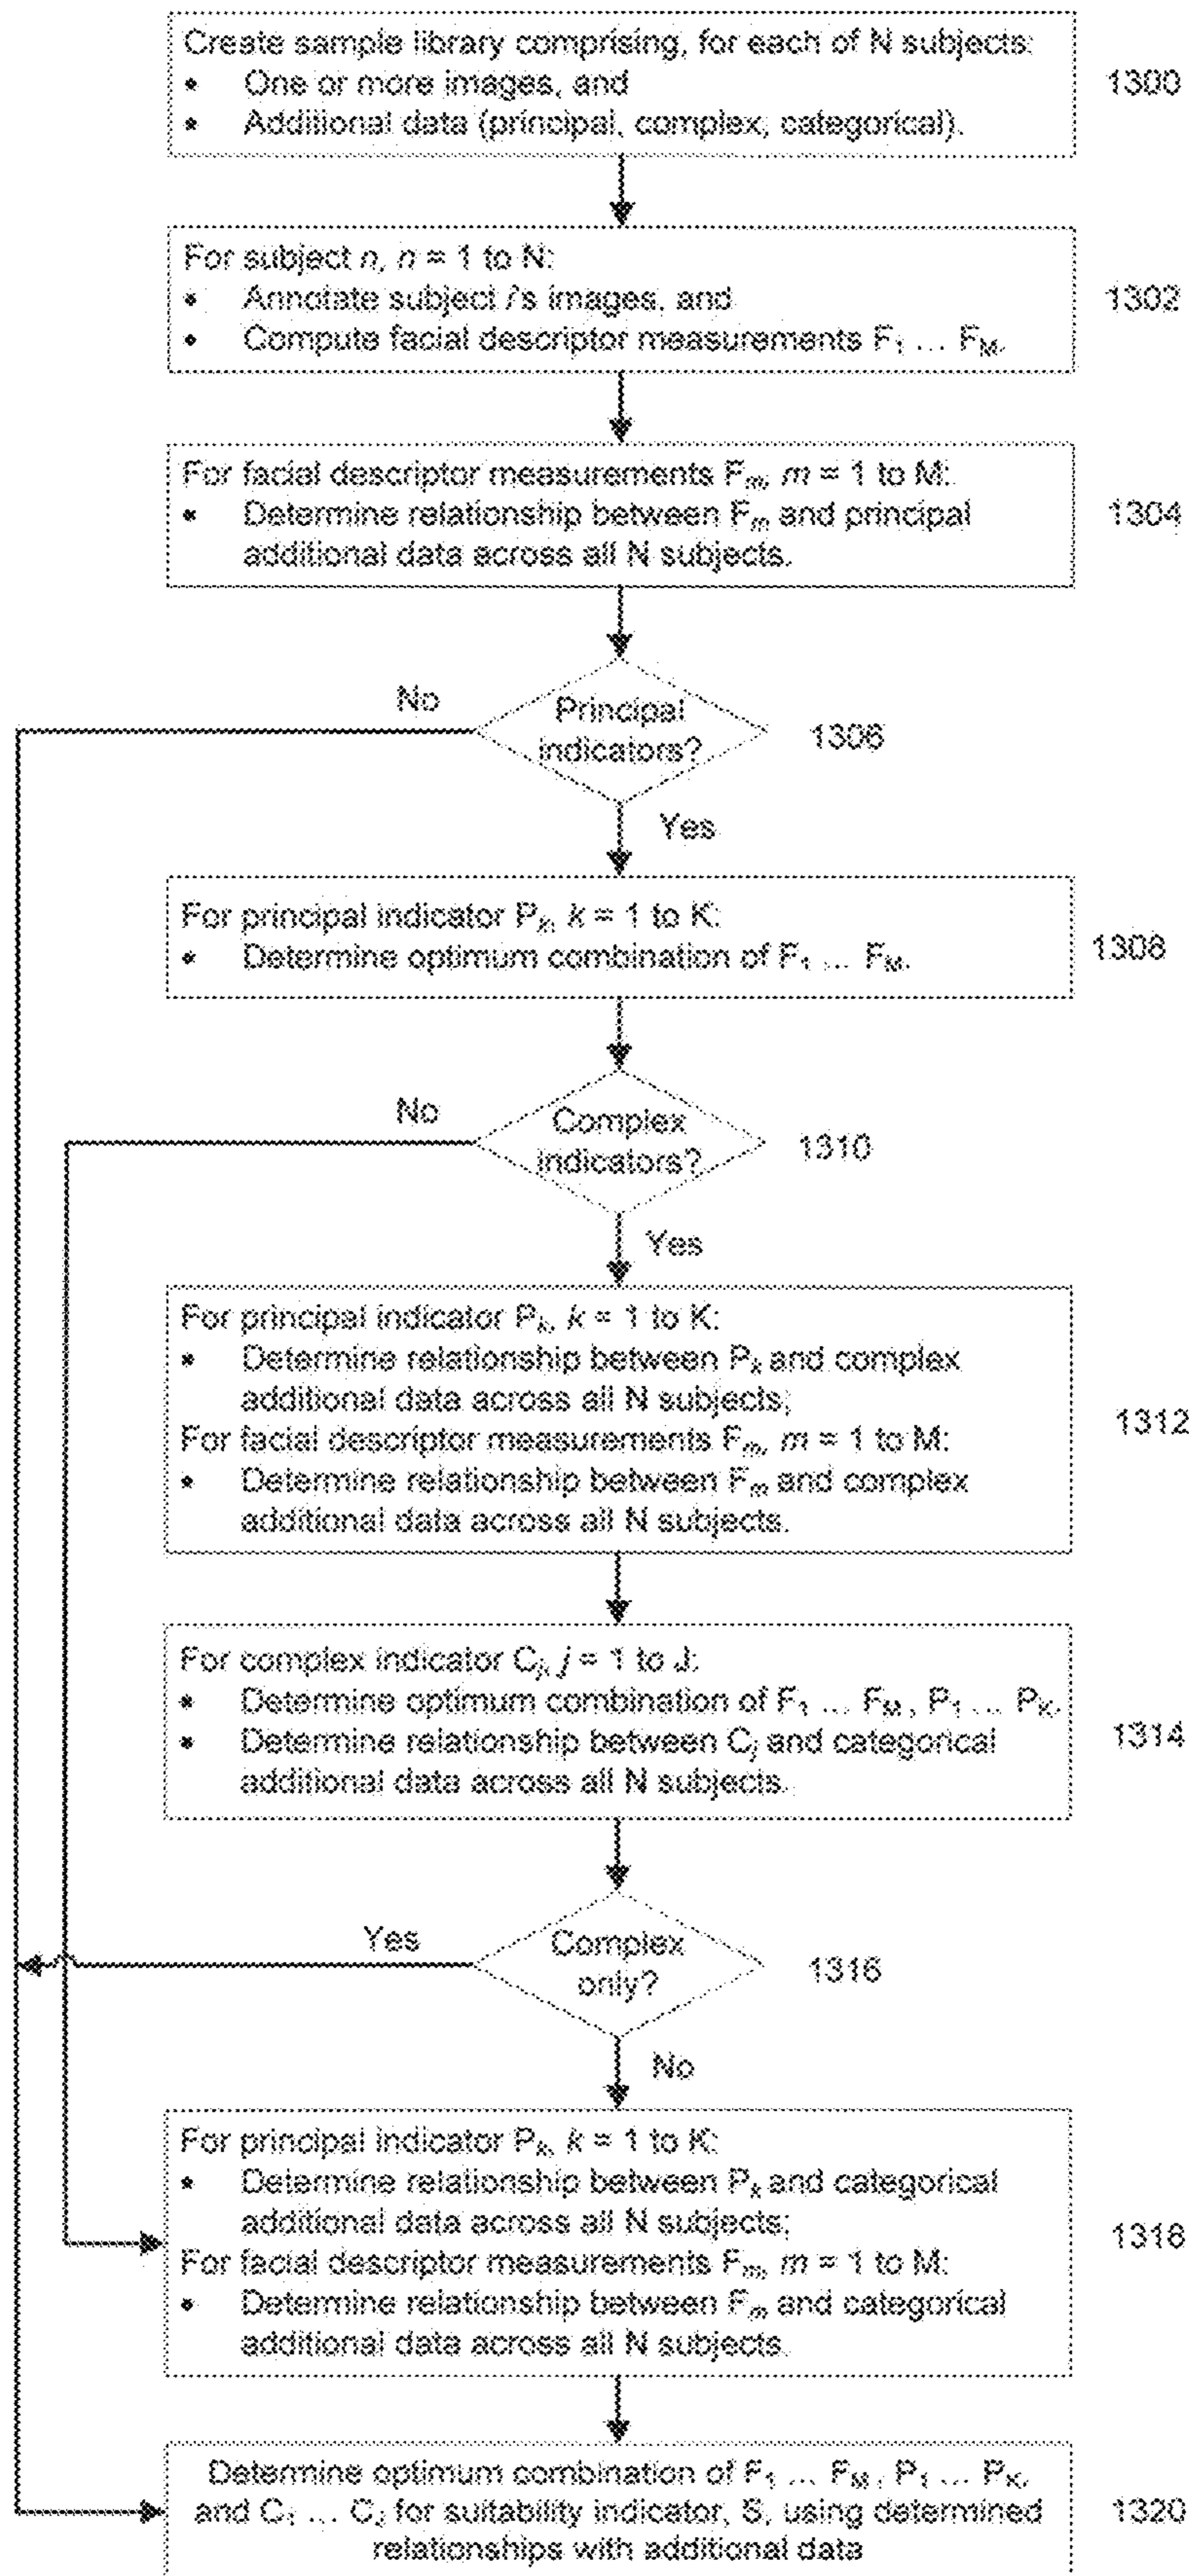 Create sample library comprising, for each of N subjects:
• One or more images, and
• Additional data (principal, complex, categorical).
1300
For subject n, n = 1 to N:
• Annotate subject i's images, and
• Compute facial descriptor measurements F1 ... FM.
1302
For facial descriptor measurements Fm, m = 1 to M:
• Determine relationship between Fm and principal
additional data across all N subjects.
1304
No
Principal
indicators?
1306
Yes
For principal indicator Pk, k = 1 to K:
• Determine optimum combination of F1 ... FM.
1308
No
Complex
indicators?
1310
Yes
For principal indicator Pk, k = 1 to K:
• Determine relationship between Pk and complex
additional data across all N subjects;
For facial descriptor measurements Fm, m = 1 to M:
• Determine relationship between Fm and complex
additional data across all N subjects.
1312
For complex indicator Cj, j = 1 to J:
• Determine optimum combination of F1 ... FM, P1 ... PK.
• Determine relationship between Cj and categorical
additional data across all N subjects.
1314
Yes
Complex
only?
1316
No
For principal indicator Pk, k = 1 to K:
• Determine relationship between Pk and categorical
additional data across all N subjects;
For facial descriptor measurements Fm, m = 1 to M:
• Determine relationship between Fm and categorical
additional data across all N subjects.
1318
Determine optimum combination of F1 ... FM, P1 ... PK,
and C1 ... CJ for suitability indicator, S, using determined
relationships with additional data
1320